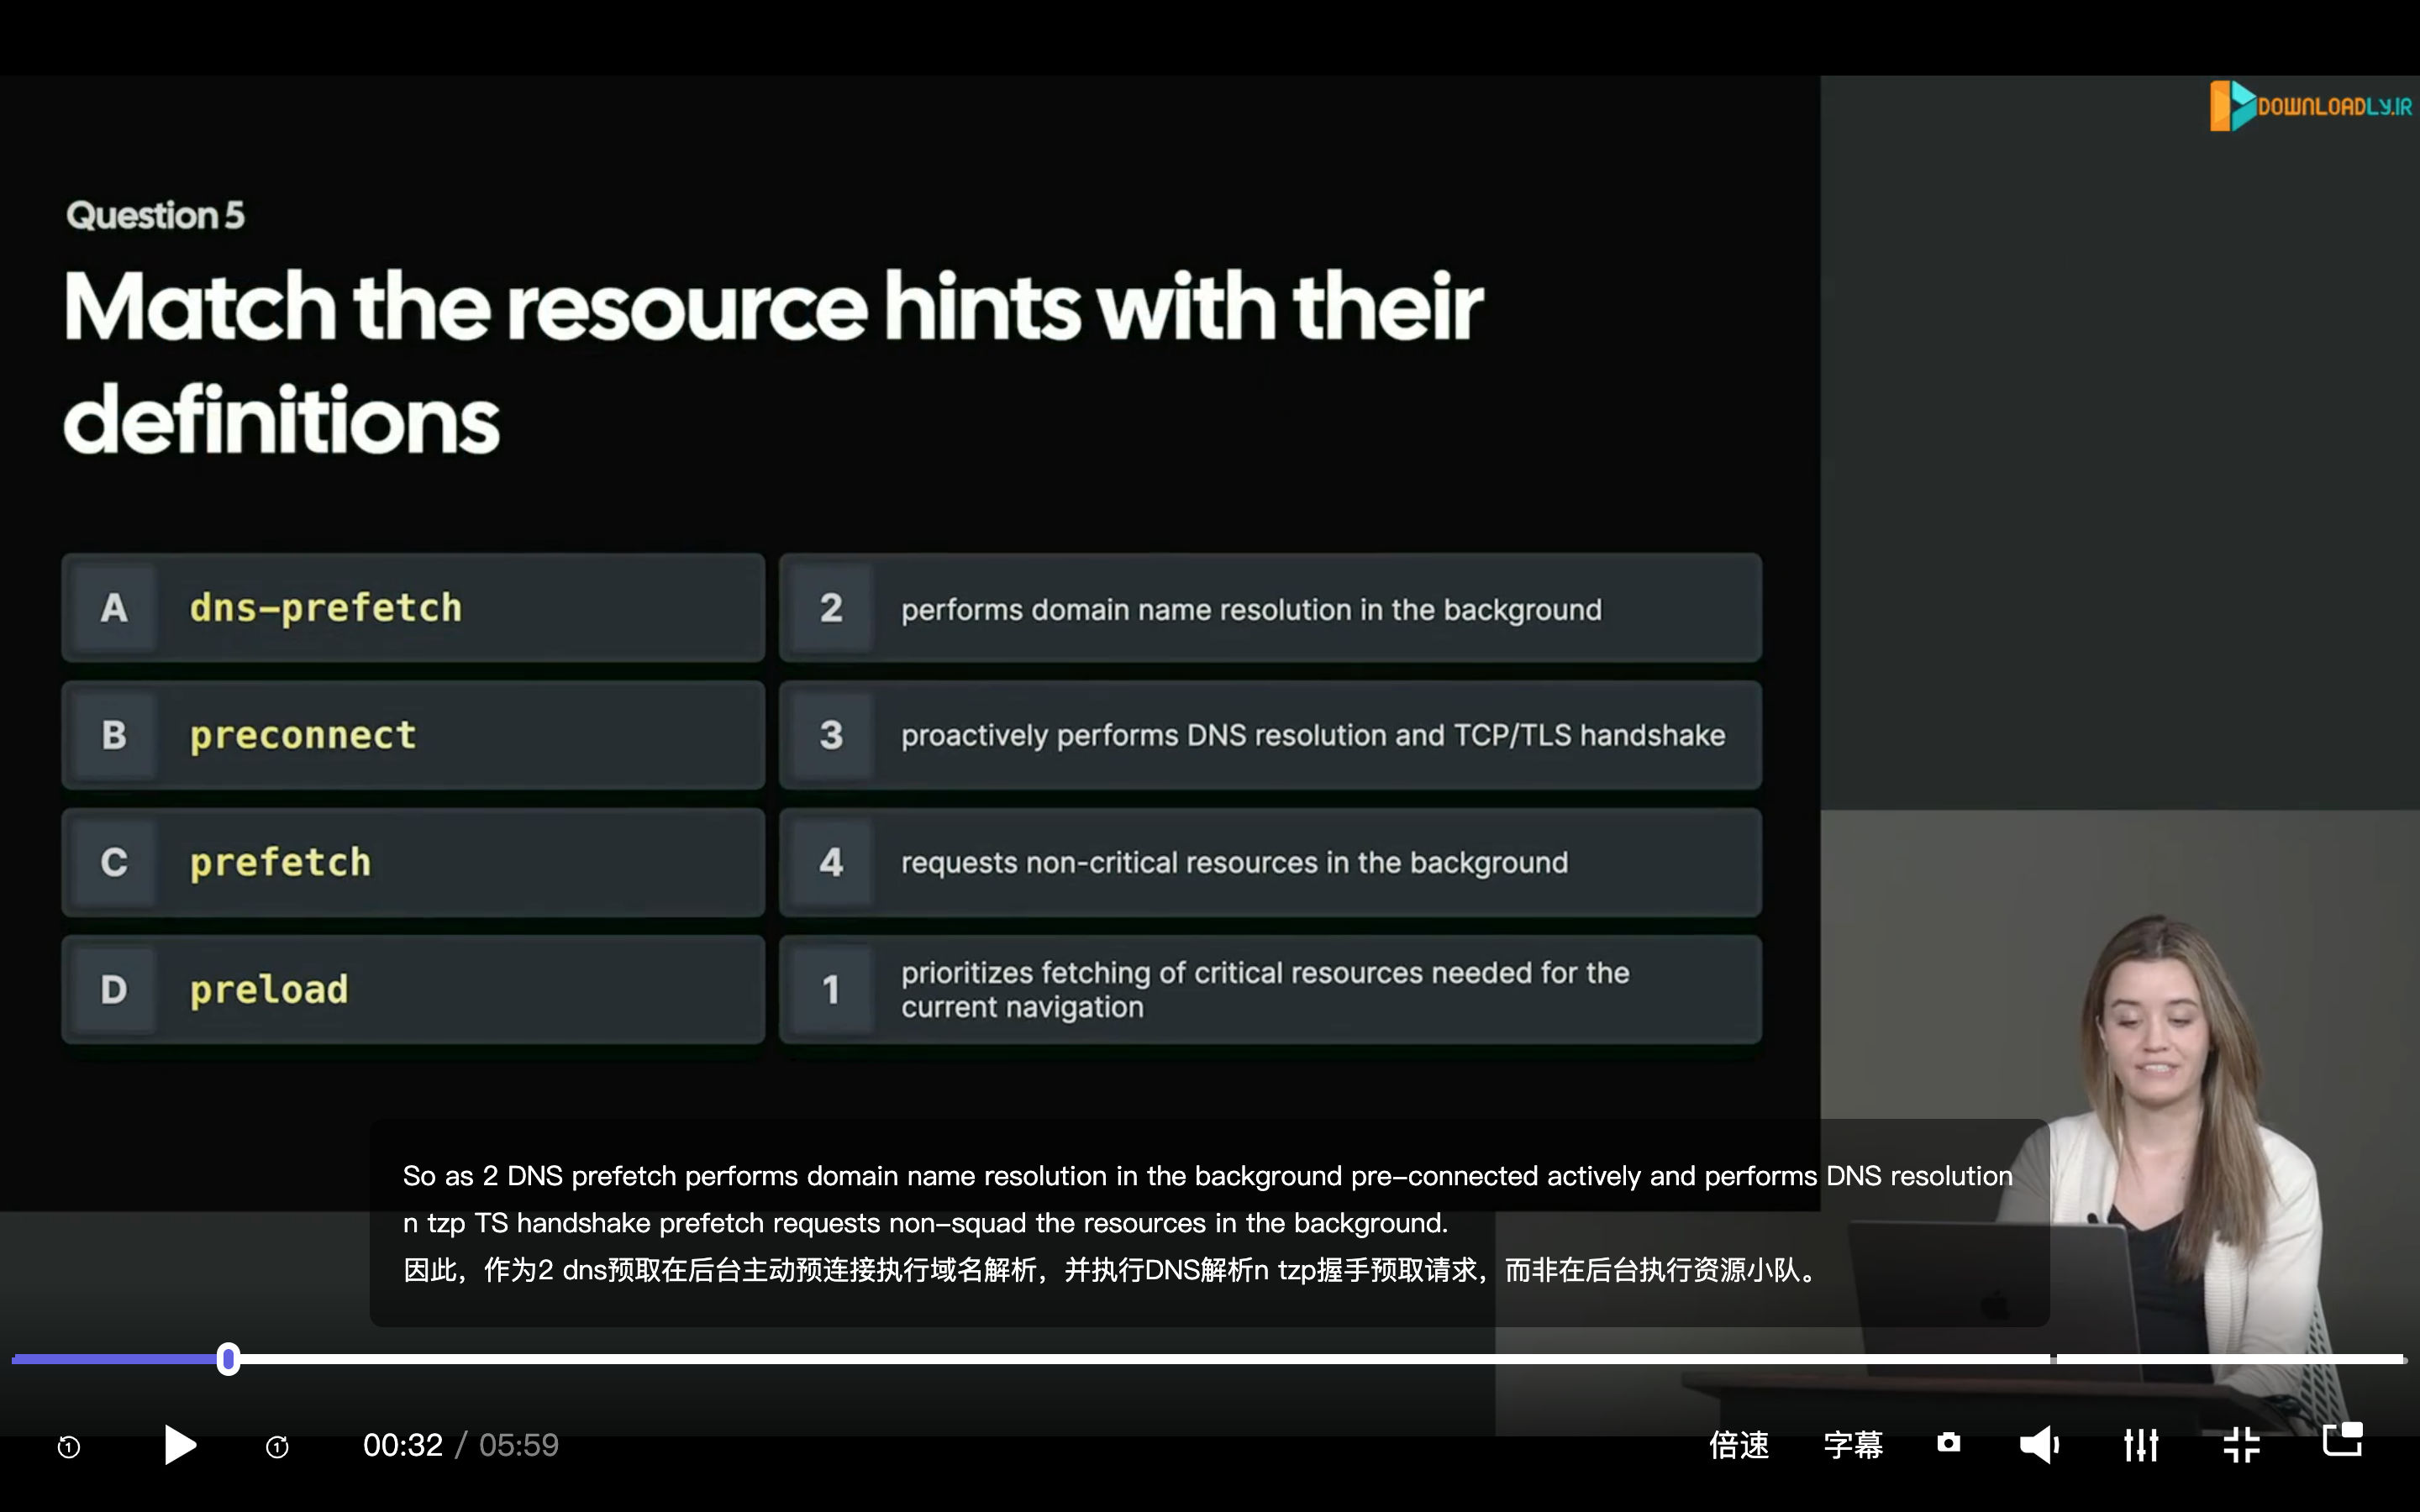 DOWNLOADLY.IR
Question 5
Match the resource hints with their
definitions
A dns-prefetch
2 performs domain name resolution in the background
B preconnect
3 proactively performs DNS resolution and TCP/TLS handshake
C prefetch
4 requests non-critical resources in the background
D preload
1 prioritizes fetching of critical resources needed for the
current navigation
So as 2 DNS prefetch performs domain name resolution in the background pre-connected actively and performs DNS resolution
n tzp TS handshake prefetch requests non-squad the resources in the background.
因此，作为2 dns预取在后台主动预连接执行域名解析，并执行DNS解析n tzp握手预取请求，而非在后台执行资源小队。
1
1
00:32 / 05:59
倍速
字幕